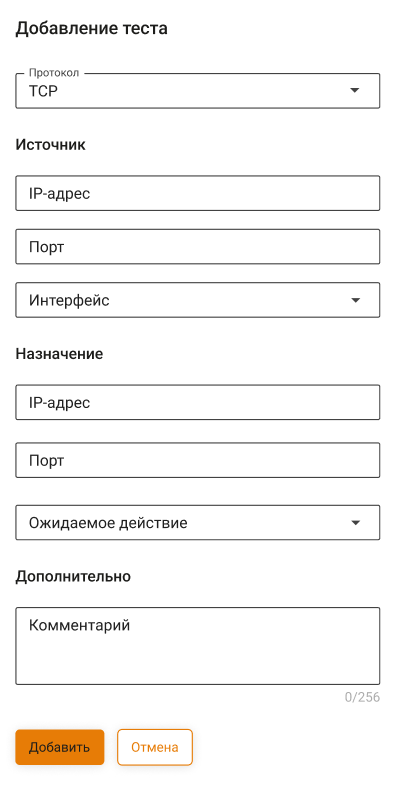 Добавление теста
Протокол
TCP
Источник
IP-адрес
Порт
Интерфейс
Назначение
IP-адрес
Порт
Ожидаемое действие
Дополнительно
Комментарий
0/256
Добавить Отмена